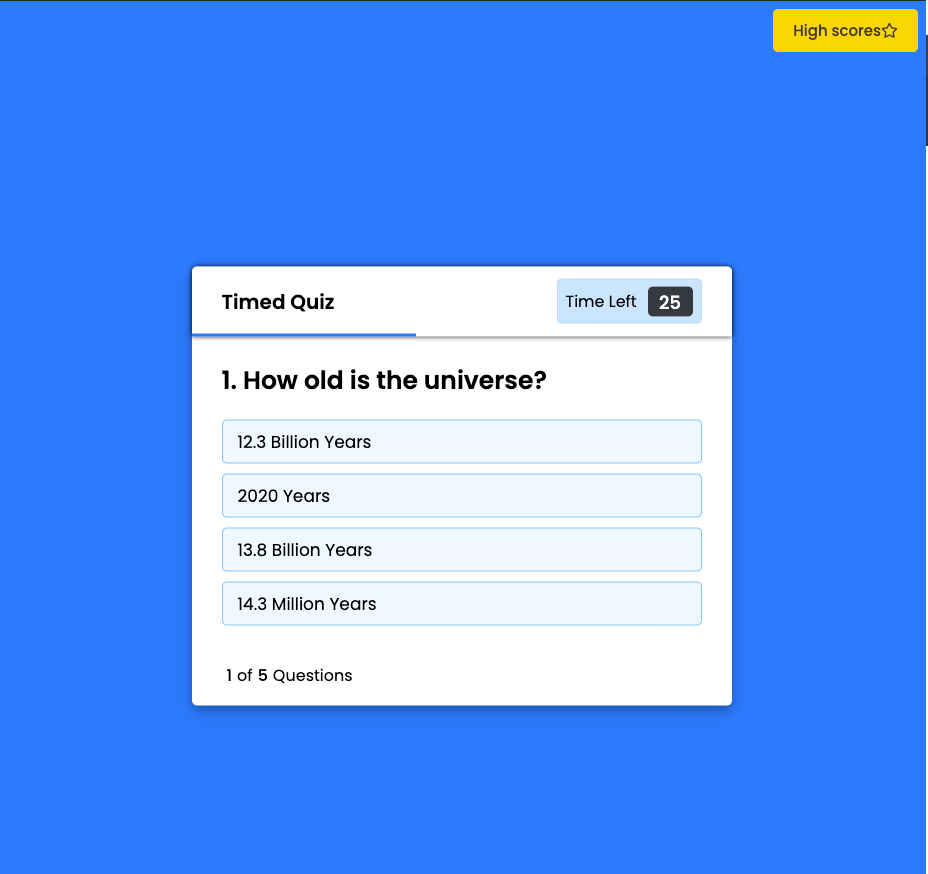 High scores
Timed Quiz
Time Left 25
1. How old is the universe?
12.3 Billion Years
2020 Years
13.8 Billion Years
14.3 Million Years
1 of 5 Questions